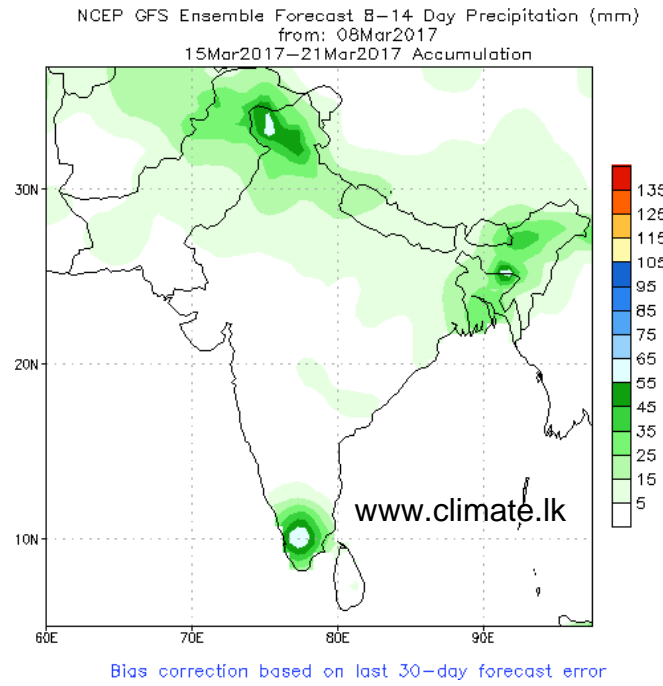 NCEP GFS Ensemble Forecast 8-14 Day Precipitation (mm)
from: 08Mar2017
15Mar2017-21Mar2017 Accumulation
30N
20N
10N
60E
70E
80E
90E
135
125
115
105
95
85
75
65
55
45
35
25
15
5
www.climate.lk
Bias correction based on last 30-day forecast error